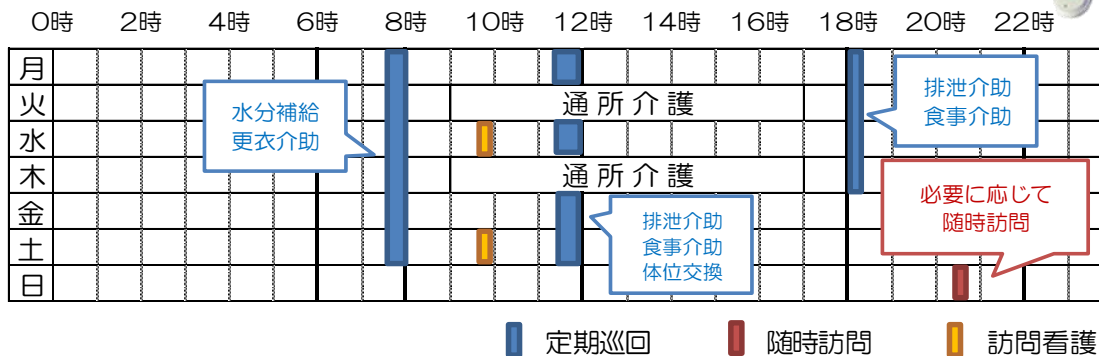 0時 2時 4時 6時 8時 10時 12時 14時 16時 18時 20時 22時
月
火 通所介護
水
木 通所介護
金
土
日
水分補給
更衣介助
排泄介助
食事介助
体位交換
排泄介助
食事介助
必要に応じて
随時訪問
定期巡回 随時訪問 訪問看護